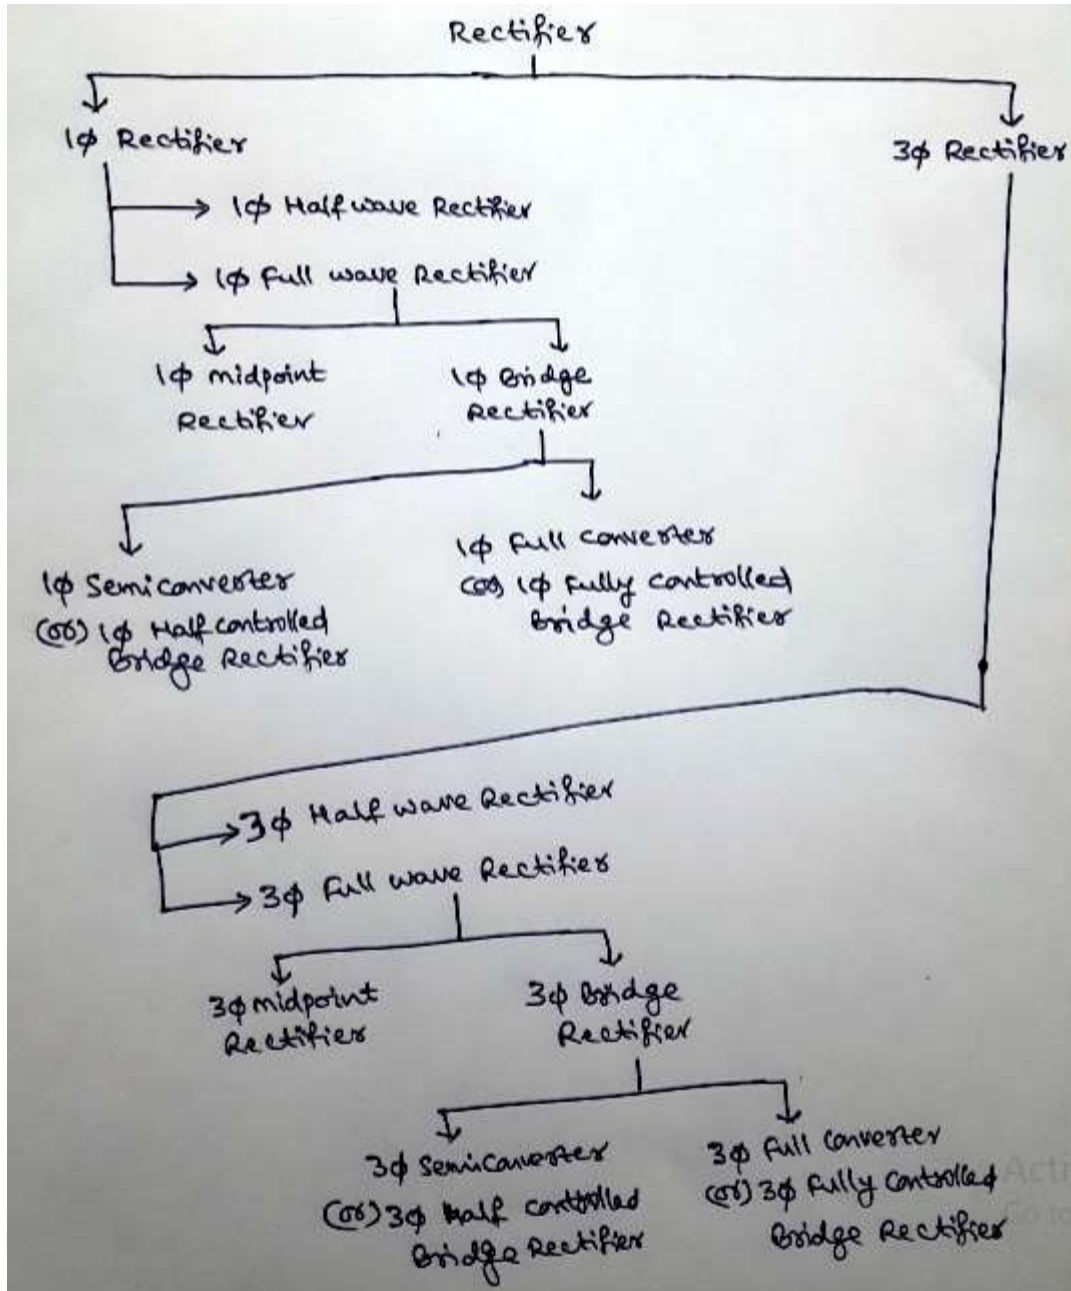 Rectifier
1φ Rectifier
3φ Rectifier
1φ Half wave Rectifier
1φ Full wave Rectifier
1φ midpoint
Rectifier
1φ Bridge
Rectifier
1φ Semiconverter
(or) 1φ Half controlled
Bridge Rectifier
1φ Full converter
(or) 1φ Fully controlled
Bridge Rectifier
3φ Half wave Rectifier
3φ Full wave Rectifier
3φ midpoint
Rectifier
3φ Bridge
Rectifier
3φ Semiconverter
(or) 3φ Half controlled
Bridge Rectifier
3φ Full Converter
(or) 3φ Fully Controlled
Bridge Rectifier
Acti
Go to